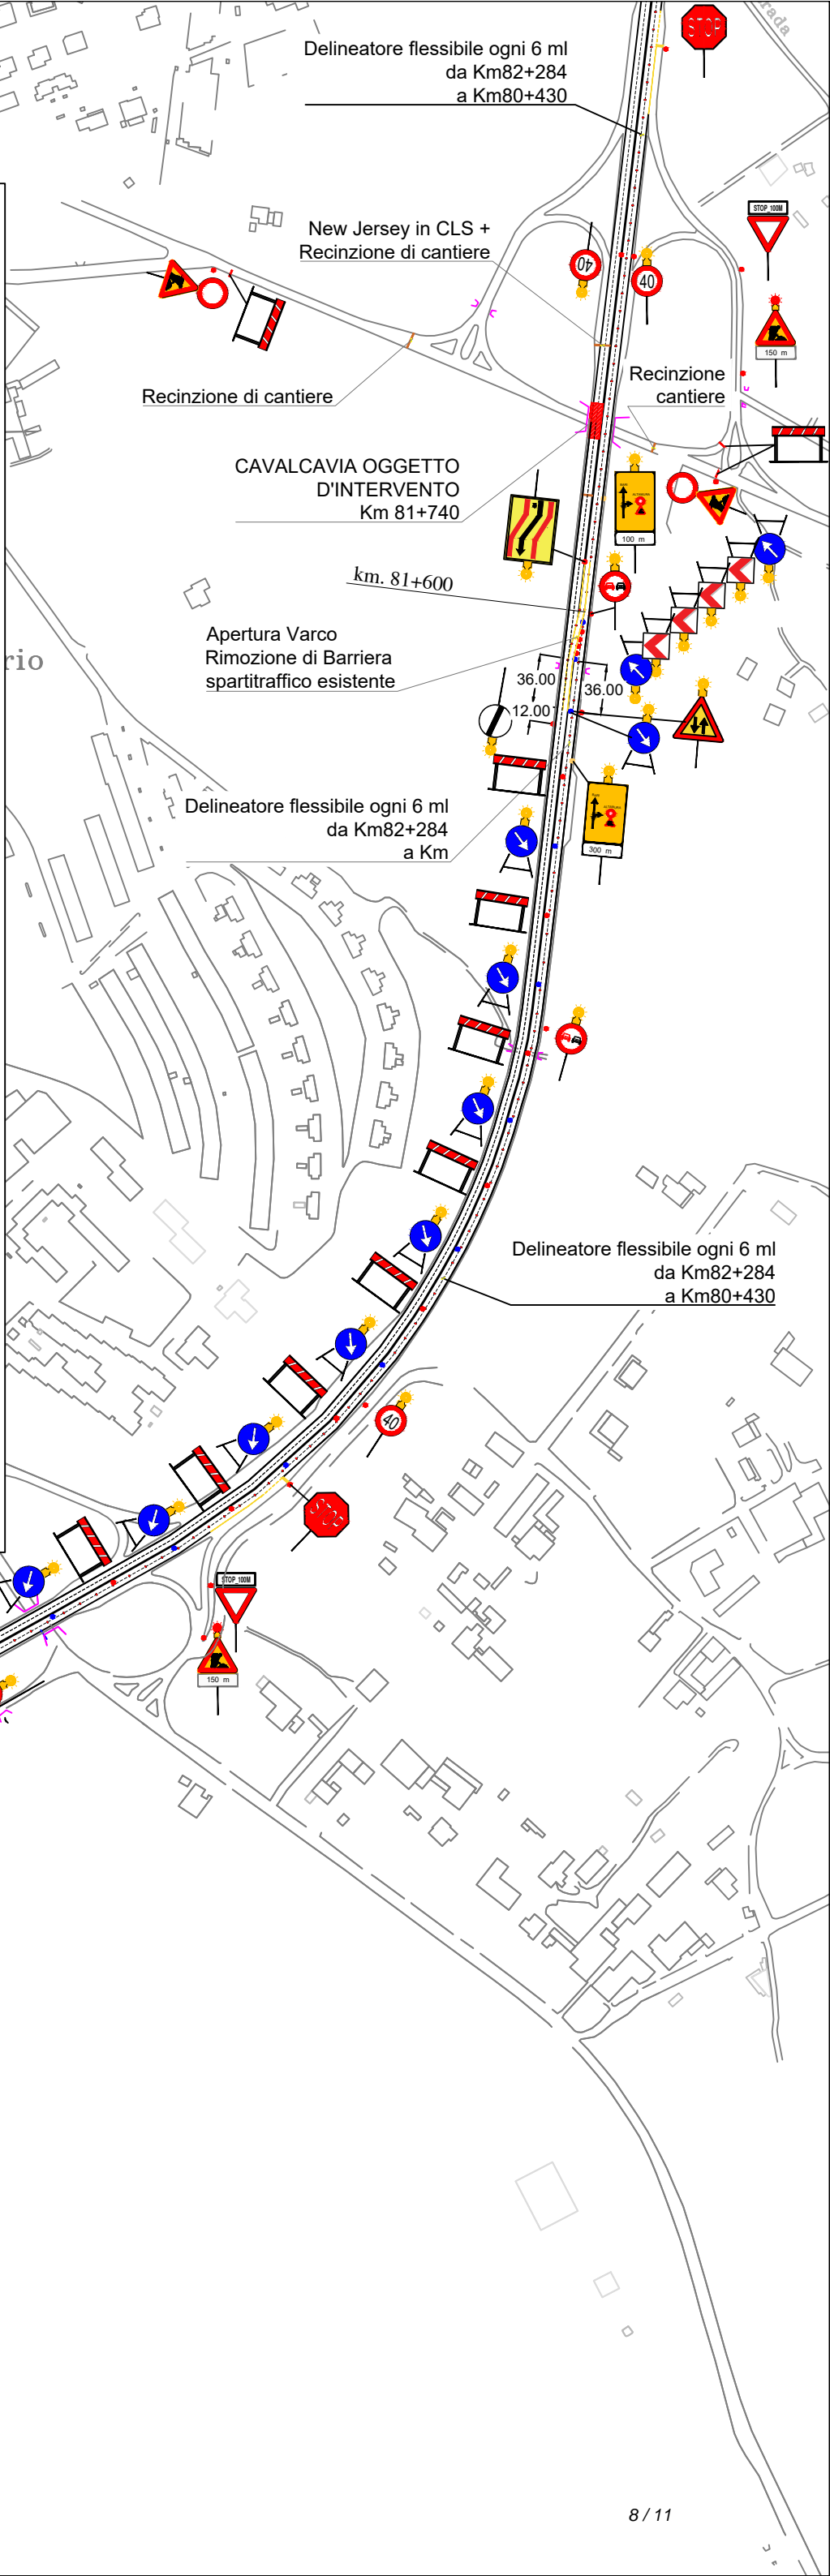 rada
STOP
Delineatore flessibile ogni 6 ml
da Km82+284
a Km80+430
STOP 100M
New Jersey in CLS +
Recinzione di cantiere
40
40
150 m
Recinzione di cantiere
Recinzione
cantiere
CAVALCAVIA OGGETTO
D'INTERVENTO
Km 81+740
100 m
km. 81+600
rio
Apertura Varco
Rimozione di Barriera
spartitraffico esistente
36.00
36.00
12.00
Delineatore flessibile ogni 6 ml
da Km82+284
a Km
300 m
Delineatore flessibile ogni 6 ml
da Km82+284
a Km80+430
40
STOP
STOP 100M
150 m
8 / 11